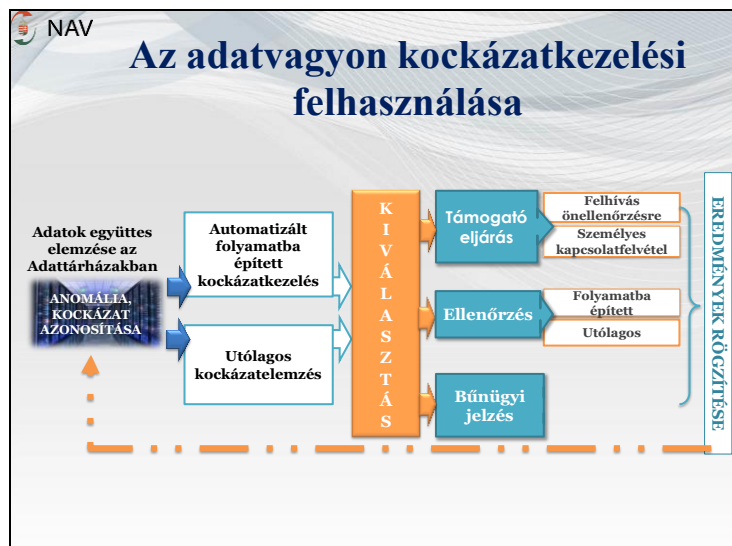 NAV
Az adatvagyon kockázatkezelési
felhasználása
Adatok együttes
elemzése az
Adattárházakban
ANOMÁLIA,
KOCKÁZAT
AZONOSÍTÁSA
Automatizált
folyamatba
épített
kockázatkezelés
Utólagos
kockázatelemzés
KIVÁLASZTÁS
Támogató
eljárás
Felhívás
önellenőrzésre
Személyes
kapcsolatfelvétel
Ellenőrzés
Folyamatba
épített
Utólagos
Bűnügyi
jelzés
EREDMÉNYEK RÖGZÍTÉSE